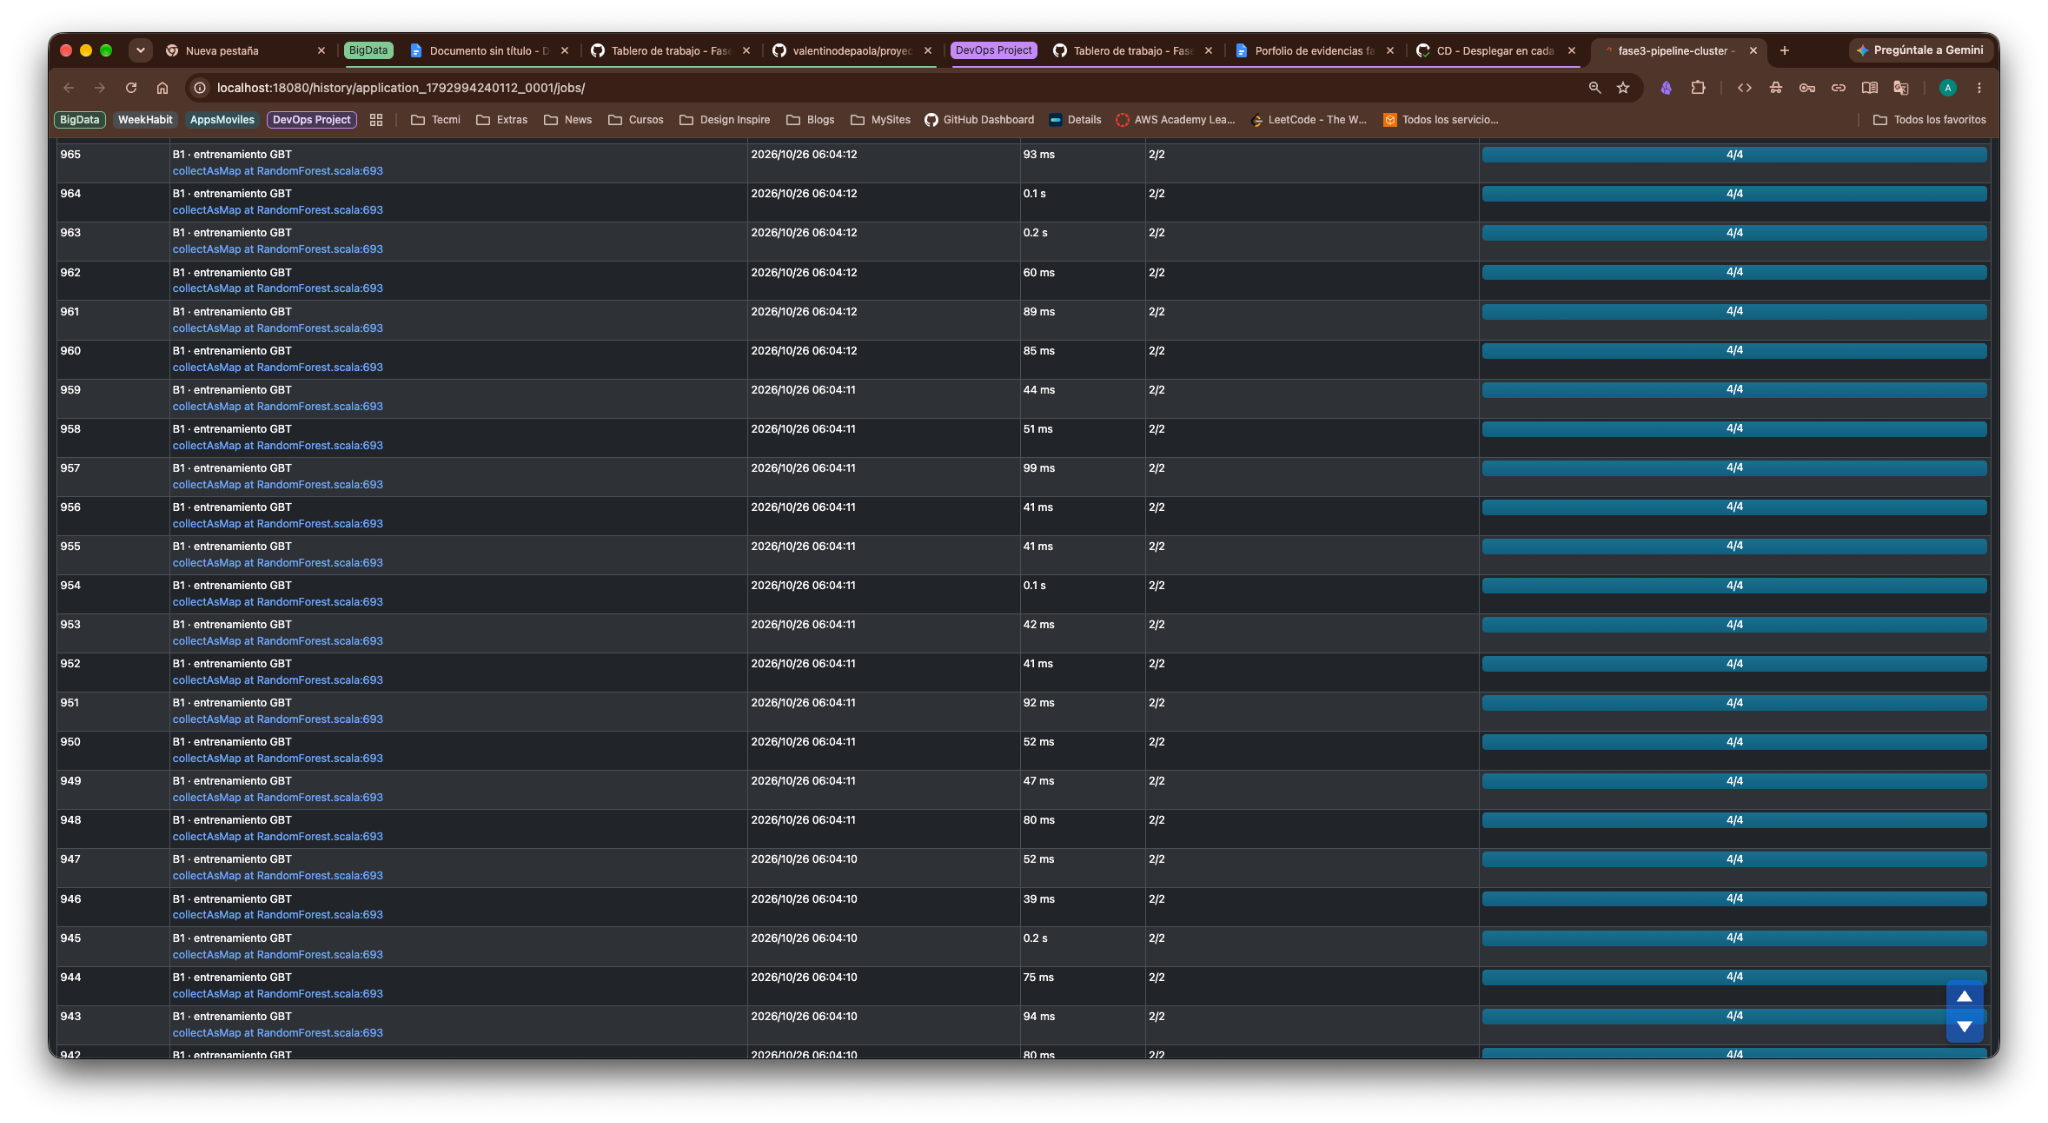 Nueva pestaña
BigData
Documento sin título - D
Tablero de trabajo - Fase
valentinodepaola/proyec
DevOps Project
Tablero de trabajo - Fase
Porfolio de evidencias fa
CD - Desplegar en cada
fase3-pipeline-cluster -
Pregúntale a Gemini
localhost:18080/history/application_1792994240112_0001/jobs/
A
BigData
WeekHabit
AppsMoviles
DevOps Project
Tecmi
Extras
News
Cursos
Design Inspire
Blogs
MySites
GitHub Dashboard
Details
AWS Academy Lea...
LeetCode - The W...
Todos los servicio...
Todos los favoritos
965 B1 · entrenamiento GBT 2026/10/26 06:04:12 93 ms 2/2 4/4
collectAsMap at RandomForest.scala:693
964 B1 · entrenamiento GBT 2026/10/26 06:04:12 0.1 s 2/2 4/4
collectAsMap at RandomForest.scala:693
963 B1 · entrenamiento GBT 2026/10/26 06:04:12 0.2 s 2/2 4/4
collectAsMap at RandomForest.scala:693
962 B1 · entrenamiento GBT 2026/10/26 06:04:12 60 ms 2/2 4/4
collectAsMap at RandomForest.scala:693
961 B1 · entrenamiento GBT 2026/10/26 06:04:12 89 ms 2/2 4/4
collectAsMap at RandomForest.scala:693
960 B1 · entrenamiento GBT 2026/10/26 06:04:12 85 ms 2/2 4/4
collectAsMap at RandomForest.scala:693
959 B1 · entrenamiento GBT 2026/10/26 06:04:11 44 ms 2/2 4/4
collectAsMap at RandomForest.scala:693
958 B1 · entrenamiento GBT 2026/10/26 06:04:11 51 ms 2/2 4/4
collectAsMap at RandomForest.scala:693
957 B1 · entrenamiento GBT 2026/10/26 06:04:11 99 ms 2/2 4/4
collectAsMap at RandomForest.scala:693
956 B1 · entrenamiento GBT 2026/10/26 06:04:11 41 ms 2/2 4/4
collectAsMap at RandomForest.scala:693
955 B1 · entrenamiento GBT 2026/10/26 06:04:11 41 ms 2/2 4/4
collectAsMap at RandomForest.scala:693
954 B1 · entrenamiento GBT 2026/10/26 06:04:11 0.1 s 2/2 4/4
collectAsMap at RandomForest.scala:693
953 B1 · entrenamiento GBT 2026/10/26 06:04:11 42 ms 2/2 4/4
collectAsMap at RandomForest.scala:693
952 B1 · entrenamiento GBT 2026/10/26 06:04:11 41 ms 2/2 4/4
collectAsMap at RandomForest.scala:693
951 B1 · entrenamiento GBT 2026/10/26 06:04:11 92 ms 2/2 4/4
collectAsMap at RandomForest.scala:693
950 B1 · entrenamiento GBT 2026/10/26 06:04:11 52 ms 2/2 4/4
collectAsMap at RandomForest.scala:693
949 B1 · entrenamiento GBT 2026/10/26 06:04:11 47 ms 2/2 4/4
collectAsMap at RandomForest.scala:693
948 B1 · entrenamiento GBT 2026/10/26 06:04:11 80 ms 2/2 4/4
collectAsMap at RandomForest.scala:693
947 B1 · entrenamiento GBT 2026/10/26 06:04:10 52 ms 2/2 4/4
collectAsMap at RandomForest.scala:693
946 B1 · entrenamiento GBT 2026/10/26 06:04:10 39 ms 2/2 4/4
collectAsMap at RandomForest.scala:693
945 B1 · entrenamiento GBT 2026/10/26 06:04:10 0.2 s 2/2 4/4
collectAsMap at RandomForest.scala:693
944 B1 · entrenamiento GBT 2026/10/26 06:04:10 75 ms 2/2 4/4
collectAsMap at RandomForest.scala:693
943 B1 · entrenamiento GBT 2026/10/26 06:04:10 94 ms 2/2 4/4
collectAsMap at RandomForest.scala:693
942 B1 · entrenamiento GBT 2026/10/26 06:04:10 80 ms 2/2 4/4